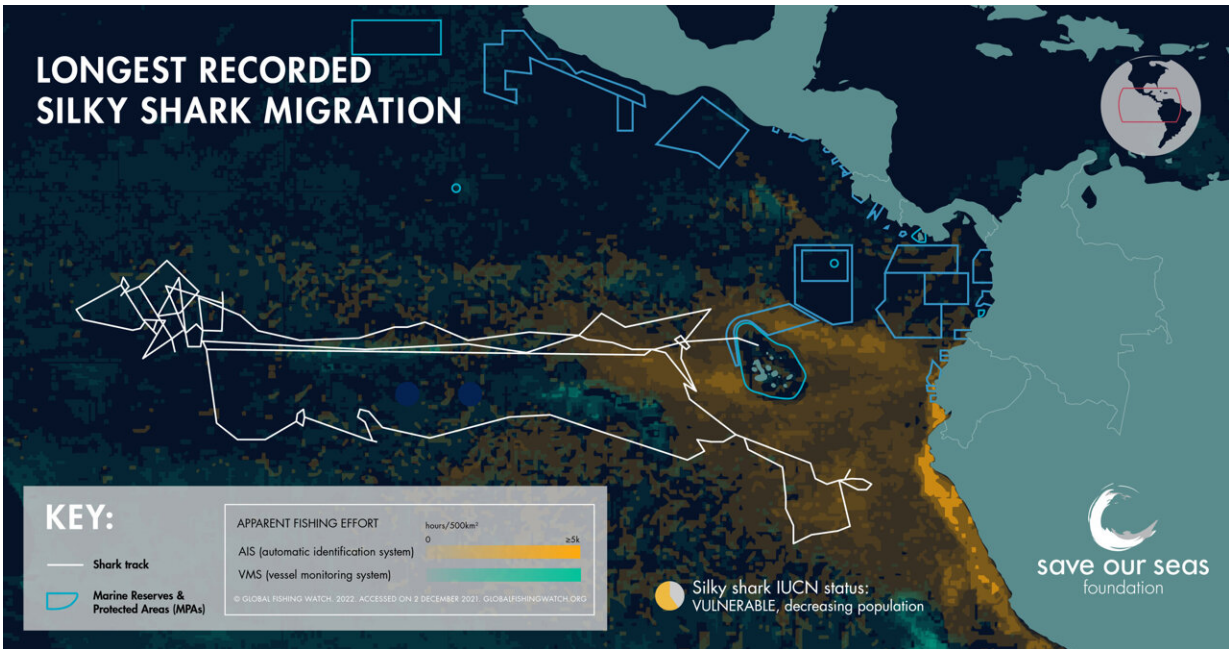 LONGEST RECORDED
SILKY SHARK MIGRATION
KEY:
Shark track
Marine Reserves &
Protected Areas (MPAs)
APPARENT FISHING EFFORT
hours/500km²
0
≥5k
AIS (automatic identification system)
VMS (vessel monitoring system)
© GLOBAL FISHING WATCH. 2022. ACCESSED ON 2 DECEMBER 2021. GLOBALFISHINGWATCH.ORG
Silky shark IUCN status:
VULNERABLE, decreasing population
save our seas
foundation